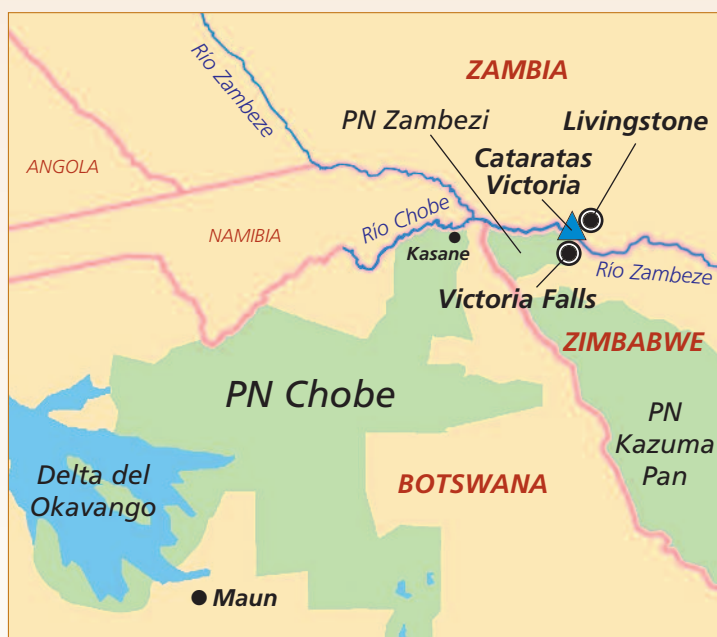 Río Zambeze
ZAMBIA
PN Zambezi
Livingstone
Cataratas
Victoria
ANGOLA
NAMIBIA
Río Chobe
Kasane
Río Zambeze
Victoria Falls
ZIMBABWE
PN Chobe
PN
Kazuma
Pan
Delta del
Okavango
BOTSWANA
Maun